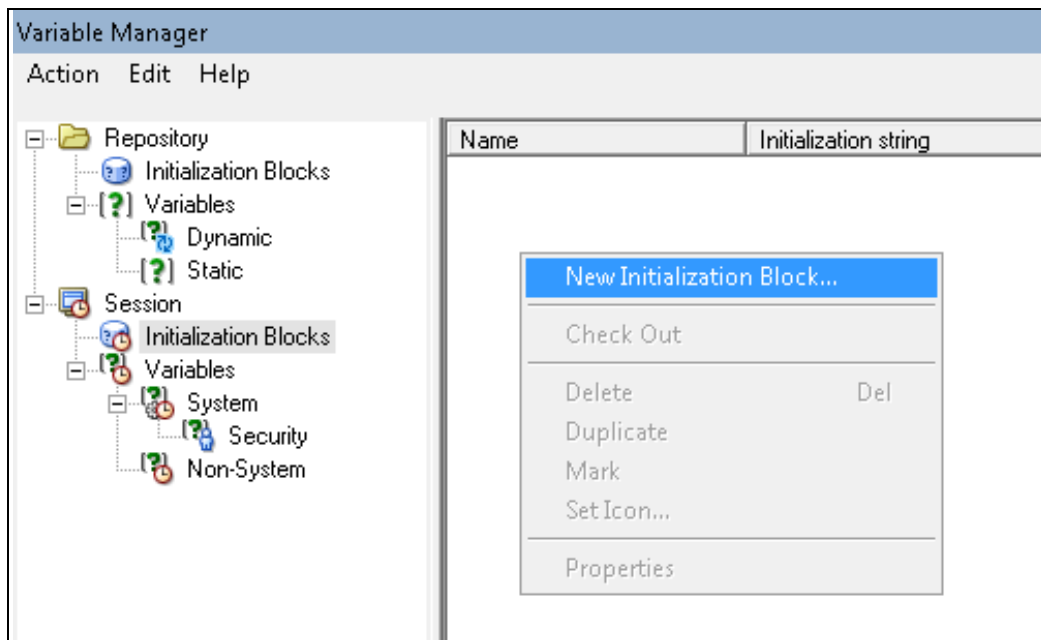 Variable Manager
Action Edit Help
Repository
Initialization Blocks
Variables
Dynamic
Static
Session
Initialization Blocks
Variables
System
Security
Non-System
Name Initialization string
New Initialization Block...
Check Out
Delete Del
Duplicate
Mark
Set Icon...
Properties